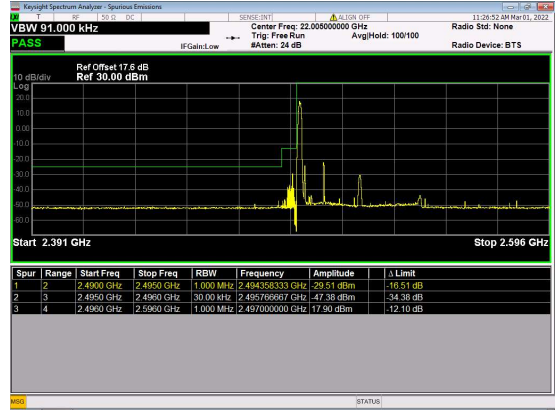 Keysight Spectrum Analyzer - Spurious Emissions
T RF 50 Ω DC SENSE:INT ALIGN OFF 11:26:52 AM Mar 01, 2022
VBW 91.000 kHz Center Freq: 22.005000000 GHz Radio Std: None
Trig: Free Run Avg|Hold: 100/100
PASS IFGain:Low #Atten: 24 dB Radio Device: BTS
Ref Offset 17.6 dB
10 dB/div Ref 30.00 dBm
Log
20.0
10.0
0.00
-10.0
-20.0
-30.0
-40.0
-50.0
-60.0
Start 2.391 GHz Stop 2.596 GHz
Spur Range Start Freq Stop Freq RBW Frequency Amplitude Δ Limit
1 2 2.4900 GHz 2.4950 GHz 1.000 MHz 2.494358333 GHz -29.51 dBm -16.51 dB
2 3 2.4950 GHz 2.4960 GHz 30.00 kHz 2.495766667 GHz -47.38 dBm -34.38 dB
3 4 2.4960 GHz 2.5960 GHz 1.000 MHz 2.497000000 GHz 17.90 dBm -12.10 dB
MSG STATUS